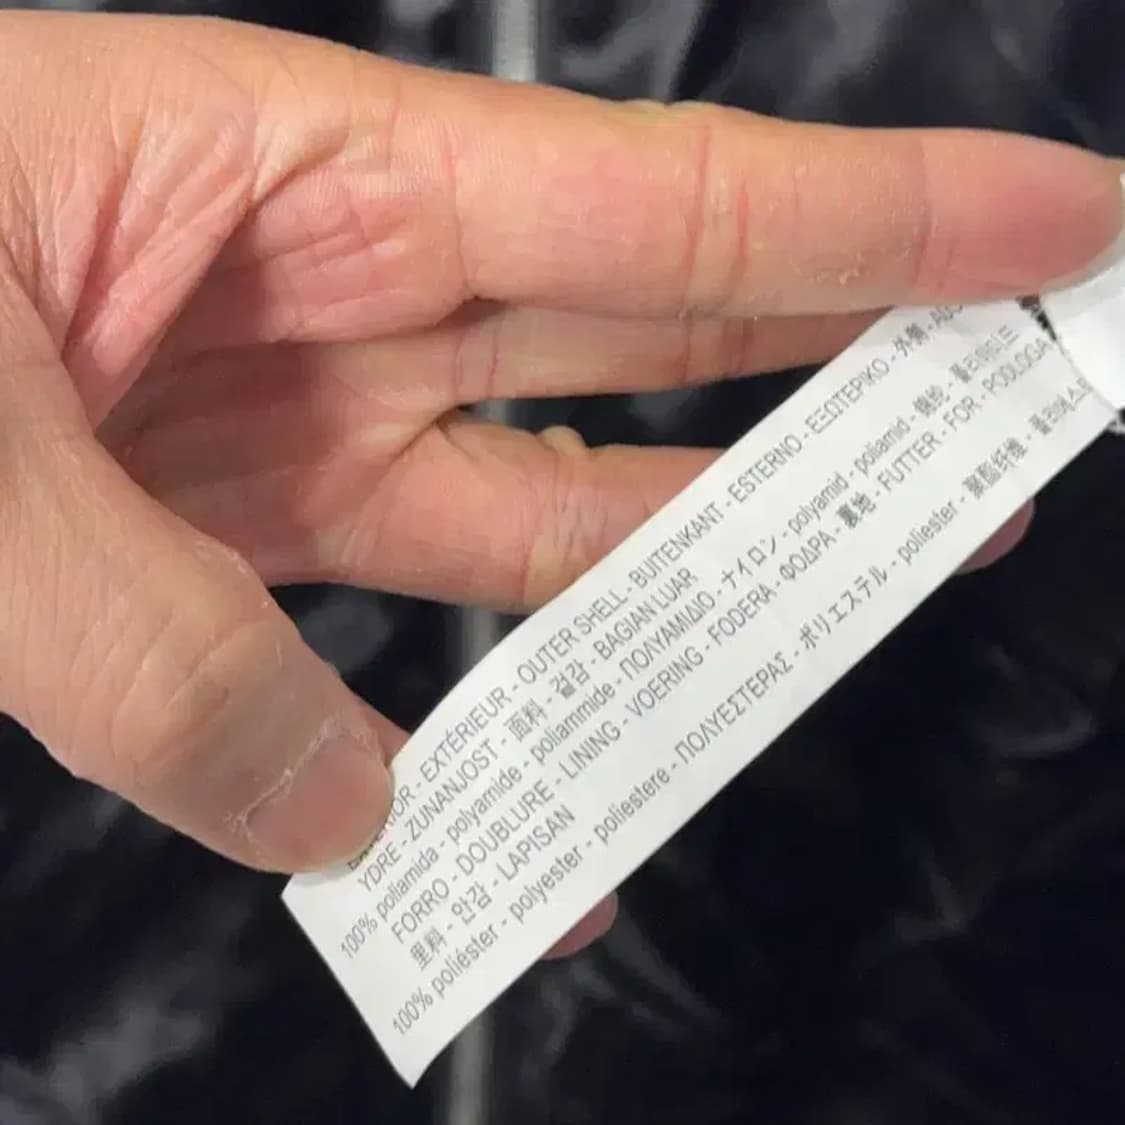 EXTERIOR - EXTÉRIEUR - OUTER SHELL - BUITENKANT - ESTERNO - ΕΞΩΤΕΡΙΚΟ - 外側 -
YDRE - ZUNANJOST - 面料 - 겉감 - BAGIAN LUAR
100% poliamida - polyamide - poliammide - ΠΟΛΥΑΜΙΔΙΟ - ナイロン - polyamid - poliamid - 锦纶 - 폴리아미드
FORRO - DOUBLURE - LINING - VOERING - FODERA - ΦΟΔΡΑ - 裏地 - FUTTER - FOR - PODLOGA
里料 - 안감 - LAPISAN
100% poliéster - polyester - poliestere - ΠΟΛΥΕΣΤΕΡΑΣ - ポリエステル - poliester - 聚酯纤维 - 폴리에스터